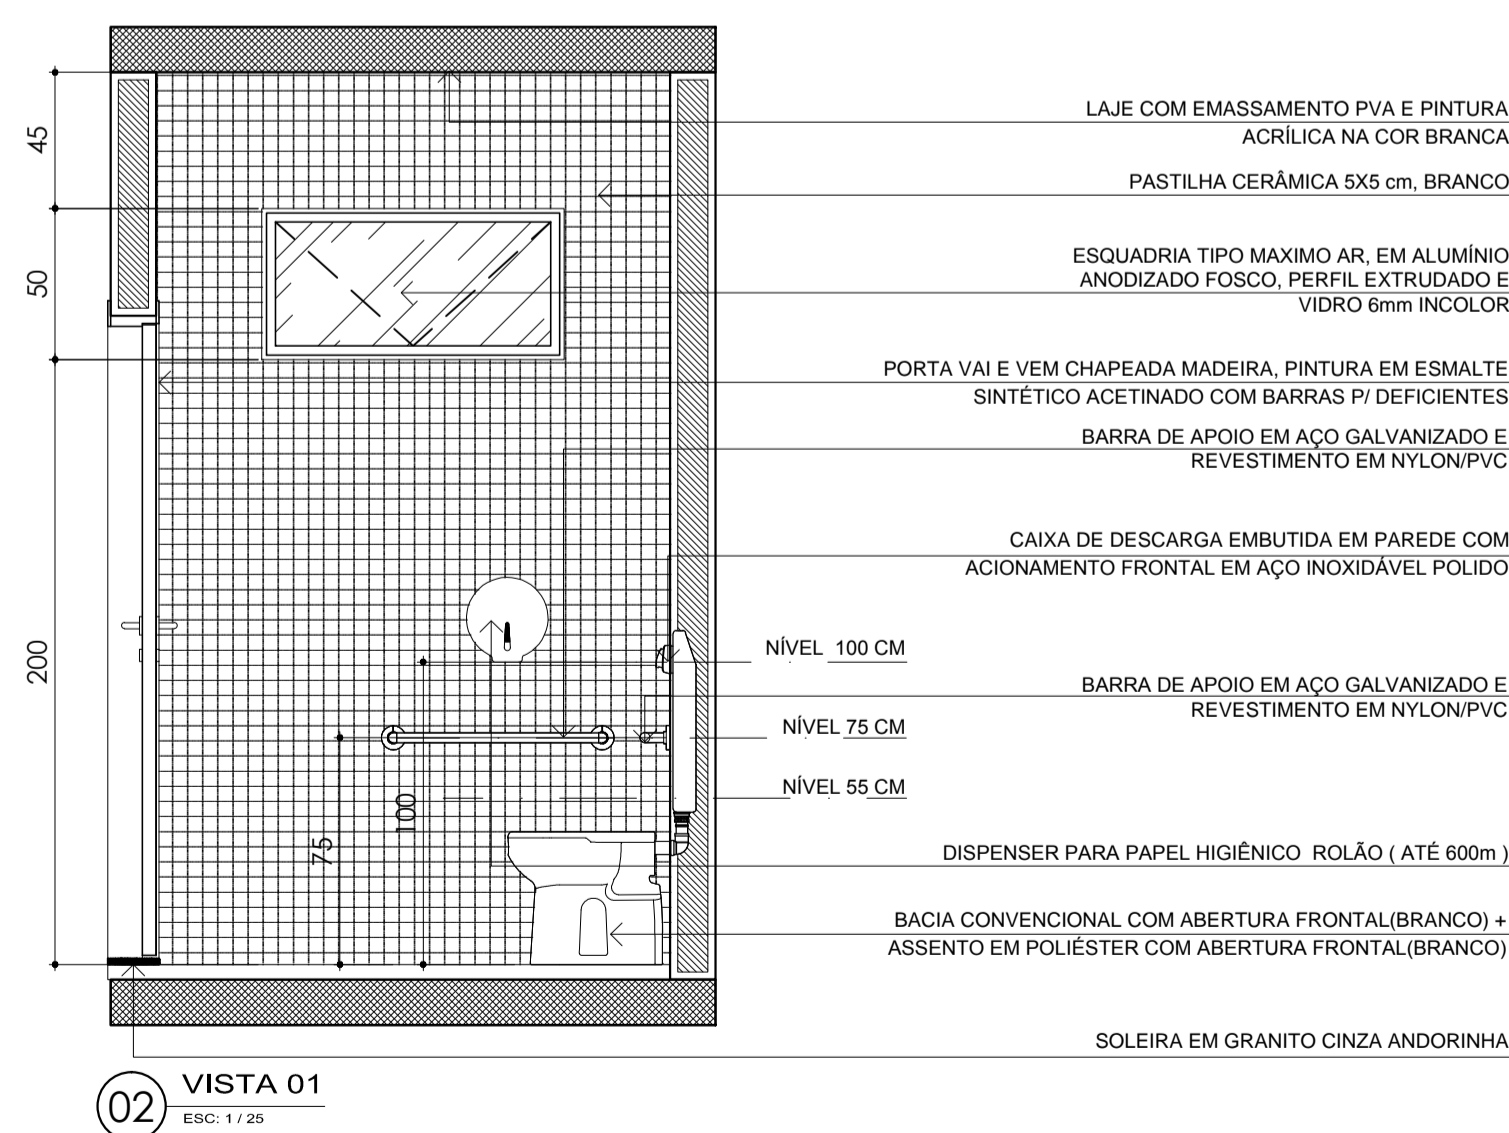 45
50
200
LAJE COM EMASSAMENTO PVA E PINTURA
ACRÍLICA NA COR BRANCA
PASTILHA CERÂMICA 5X5 cm, BRANCO
ESQUADRIA TIPO MAXIMO AR, EM ALUMÍNIO
ANODIZADO FOSCO, PERFIL EXTRUDADO E
VIDRO 6mm INCOLOR
PORTA VAI E VEM CHAPEADA MADEIRA, PINTURA EM ESMALTE
SINTÉTICO ACETINADO COM BARRAS P/ DEFICIENTES
BARRA DE APOIO EM AÇO GALVANIZADO E
REVESTIMENTO EM NYLON/PVC
CAIXA DE DESCARGA EMBUTIDA EM PAREDE COM
ACIONAMENTO FRONTAL EM AÇO INOXIDÁVEL POLIDO
NÍVEL 100 CM
BARRA DE APOIO EM AÇO GALVANIZADO E
REVESTIMENTO EM NYLON/PVC
NÍVEL 75 CM
NÍVEL 55 CM
100
75
DISPENSER PARA PAPEL HIGIÊNICO ROLÃO ( ATÉ 600m )
BACIA CONVENCIONAL COM ABERTURA FRONTAL(BRANCO) +
ASSENTO EM POLIÉSTER COM ABERTURA FRONTAL(BRANCO)
SOLEIRA EM GRANITO CINZA ANDORINHA
02
VISTA 01
ESC: 1 / 25